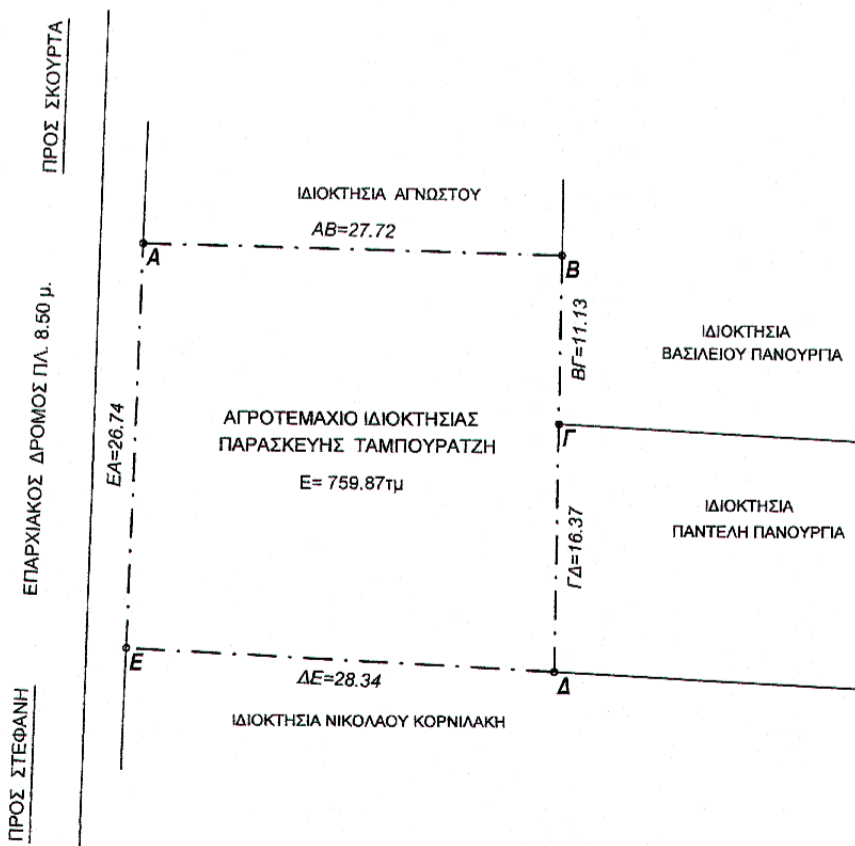 ΠΡΟΣ ΣΚΟΥΡΤΑ
ΙΔΙΟΚΤΗΣΙΑ ΑΓΝΩΣΤΟΥ
ΑΒ=27.72
Α
Β
ΒΓ=11.13
ΙΔΙΟΚΤΗΣΙΑ
ΒΑΣΙΛΕΙΟΥ ΠΑΝΟΥΡΓΙΑ
ΕΠΑΡΧΙΑΚΟΣ ΔΡΟΜΟΣ ΠΛ. 8.50 μ.
ΕΑ=26.74
ΑΓΡΟΤΕΜΑΧΙΟ ΙΔΙΟΚΤΗΣΙΑΣ
ΠΑΡΑΣΚΕΥΗΣ ΤΑΜΠΟΥΡΑΤΖΗ
Ε= 759.87τμ
Γ
ΓΔ=16.37
ΙΔΙΟΚΤΗΣΙΑ
ΠΑΝΤΕΛΗ ΠΑΝΟΥΡΓΙΑ
Ε
ΔΕ=28.34
Δ
ΙΔΙΟΚΤΗΣΙΑ ΝΙΚΟΛΑΟΥ ΚΟΡΝΙΛΑΚΗ
ΠΡΟΣ ΣΤΕΦΑΝΗ